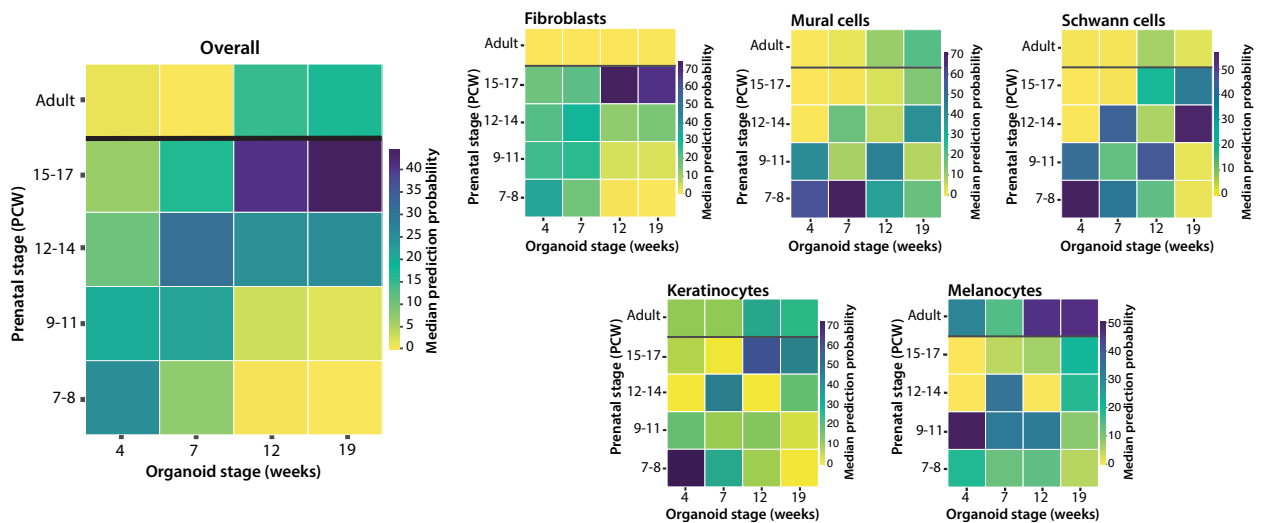 Overall
Prenatal stage (PCW)
Adult
15-17
12-14
9-11
7-8
4 7 12 19
Organoid stage (weeks)
40
35
30
25
20
15
10
5
0
Median prediction probability
Fibroblasts
Prenatal stage (PCW)
Adult
15-17
12-14
9-11
7-8
4 7 12 19
Organoid stage (weeks)
70
60
50
40
30
20
10
0
Median prediction probability
Mural cells
Prenatal stage (PCW)
Adult
15-17
12-14
9-11
7-8
4 7 12 19
Organoid stage (weeks)
70
60
50
40
30
20
10
0
Median prediction probability
Schwann cells
Prenatal stage (PCW)
Adult
15-17
12-14
9-11
7-8
4 7 12 19
Organoid stage (weeks)
50
40
30
20
10
0
Median prediction probability
Keratinocytes
Prenatal stage (PCW)
Adult
15-17
12-14
9-11
7-8
4 7 12 19
Organoid stage (weeks)
70
60
50
40
30
20
10
0
Median prediction probability
Melanocytes
Prenatal stage (PCW)
Adult
15-17
12-14
9-11
7-8
4 7 12 19
Organoid stage (weeks)
50
40
30
20
10
0
Median prediction probability